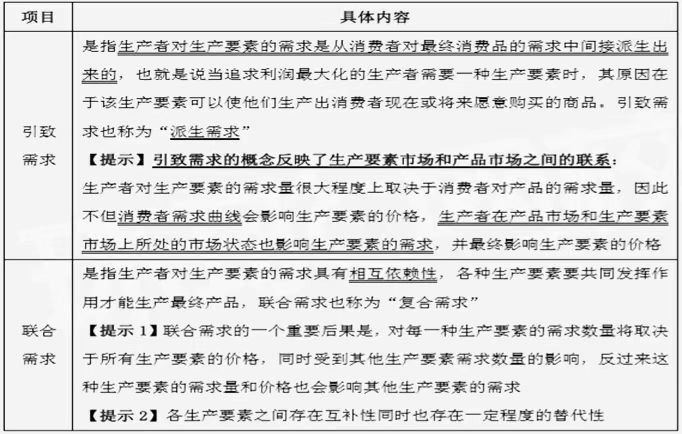 项目 具体内容
是指生产者对生产要素的需求是从消费者对最终消费品的需求中间接派生出
来的，也就是说当追求利润最大化的生产者需要一种生产要素时，其原因在
于该生产要素可以使他们生产出消费者现在或将来愿意购买的商品。引致需
求也称为“派生需求”
引致
需求
【提示】引致需求的概念反映了生产要素市场和产品市场之间的联系：
生产者对生产要素的需求量很大程度上取决于消费者对产品的需求量，因此
不但消费者需求曲线会影响生产要素的价格，生产者在产品市场和生产要素
市场上所处的市场状态也影响生产要素的需求，并最终影响生产要素的价格
是指生产者对生产要素的需求具有相互依赖性，各种生产要素要共同发挥作
用才能生产最终产品，联合需求也称为“复合需求”
联合
需求
【提示 1】联合需求的一个重要后果是，对每一种生产要素的需求数量将取决
于所有生产要素的价格，同时受到其他生产要素需求数量的影响，反过来这
种生产要素的需求量和价格也会影响其他生产要素的需求
【提示 2】各生产要素之间存在互补性同时也存在一定程度的替代性